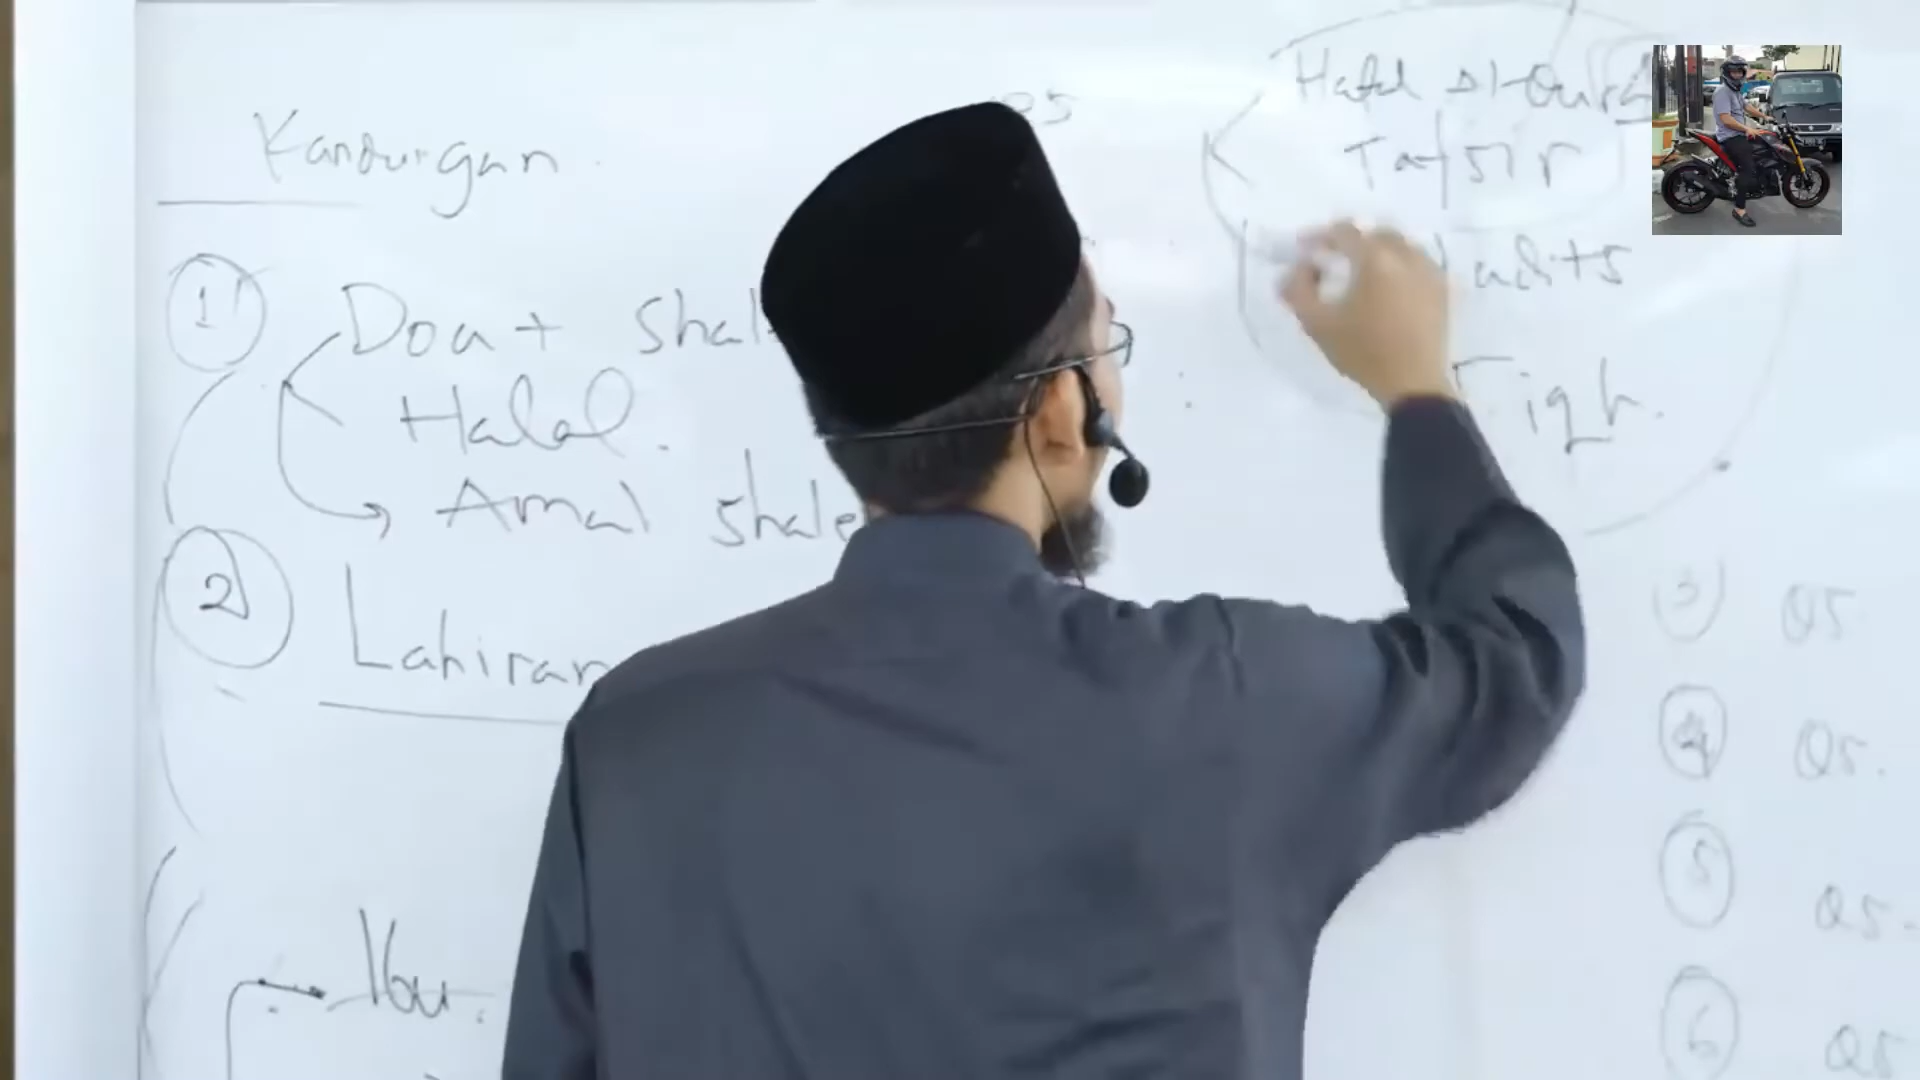 Kandungan
① Doa + Shal
Halal.
→ Amal Shale
② Lahiran
Ibu.
Hafal al-Qur'a
Tafsir
adits
Fiqh.
③ QS.
④ QS.
⑤ QS.
⑥ QS